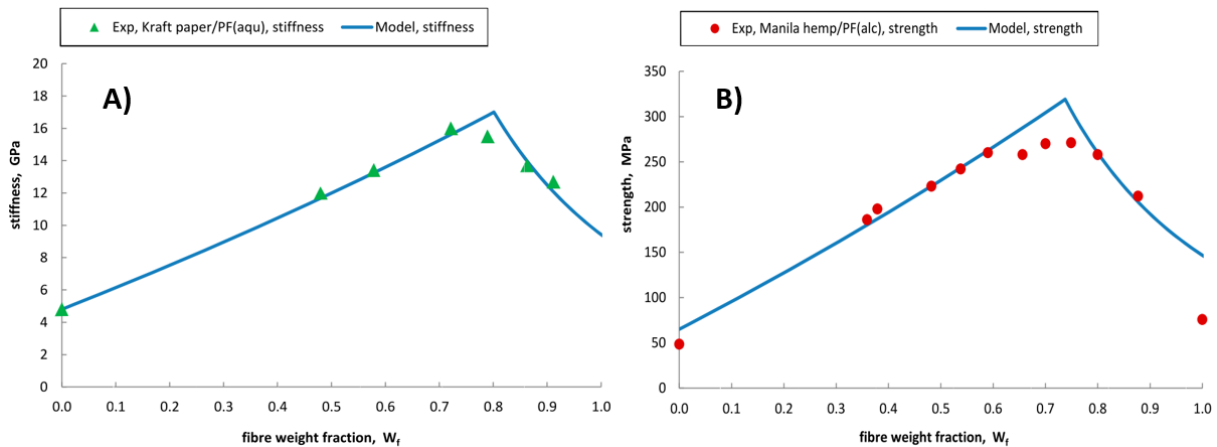 Exp, Kraft paper/PF(aqu), stiffness Model, stiffness
A)
20
18
16
14
12
10
8
6
4
2
0
stiffness, GPa
0.0 0.1 0.2 0.3 0.4 0.5 0.6 0.7 0.8 0.9 1.0
fibre weight fraction, Wf
Exp, Manila hemp/PF(alc), strength Model, strength
B)
350
300
250
200
150
100
50
0
strength, MPa
0.0 0.1 0.2 0.3 0.4 0.5 0.6 0.7 0.8 0.9 1.0
fibre weight fraction, Wf